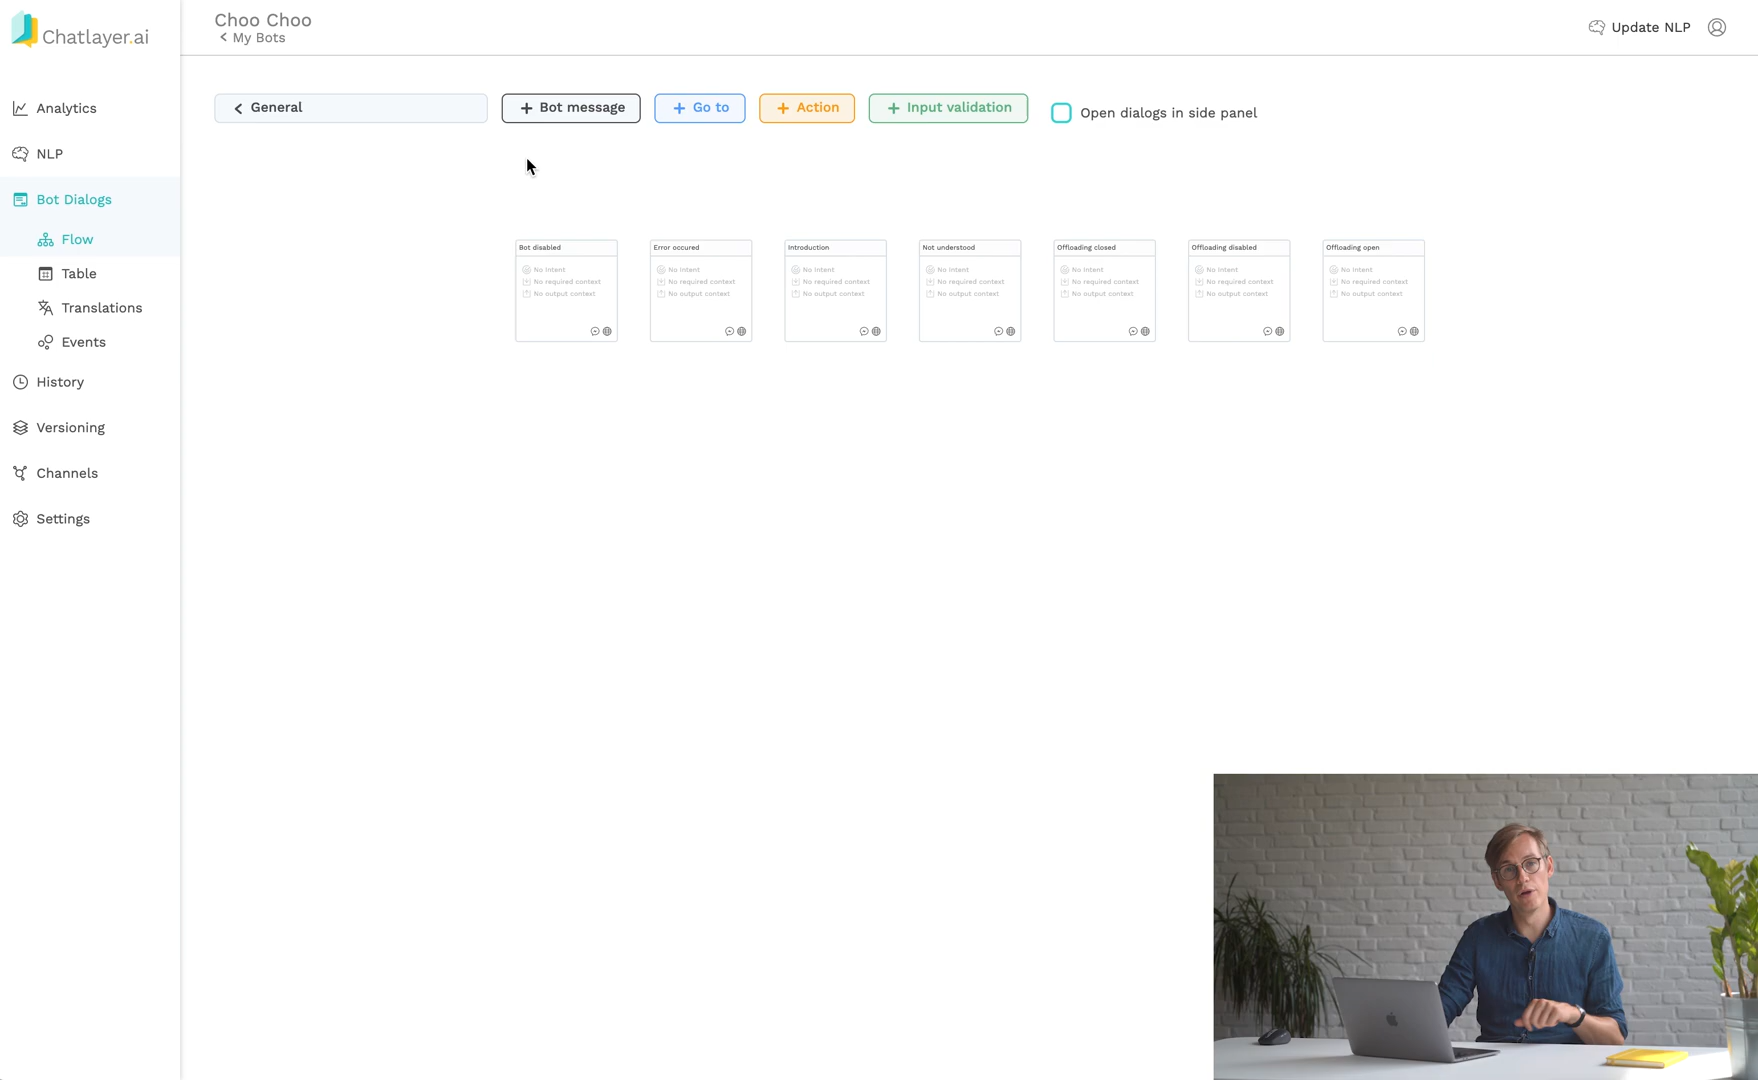 Chatlayer.ai
Choo Choo
< My Bots
Update NLP
Analytics
NLP
Bot Dialogs
Flow
Table
Translations
Events
History
Versioning
Channels
Settings
< General
+ Bot message
+ Go to
+ Action
+ Input validation
Open dialogs in side panel
Bot disabled
No Intent
No required context
No output context
Error occured
No Intent
No required context
No output context
Introduction
No Intent
No required context
No output context
Not understood
No Intent
No required context
No output context
Offloading closed
No Intent
No required context
No output context
Offloading disabled
No Intent
No required context
No output context
Offloading open
No Intent
No required context
No output context